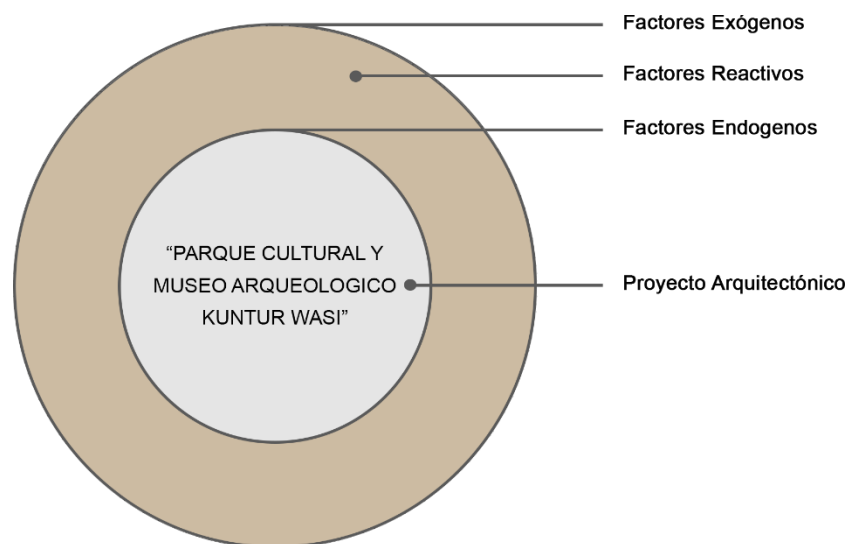 Factores Exógenos
Factores Reactivos
Factores Endogenos
“PARQUE CULTURAL Y
MUSEO ARQUEOLOGICO
KUNTUR WASI”
Proyecto Arquitectónico